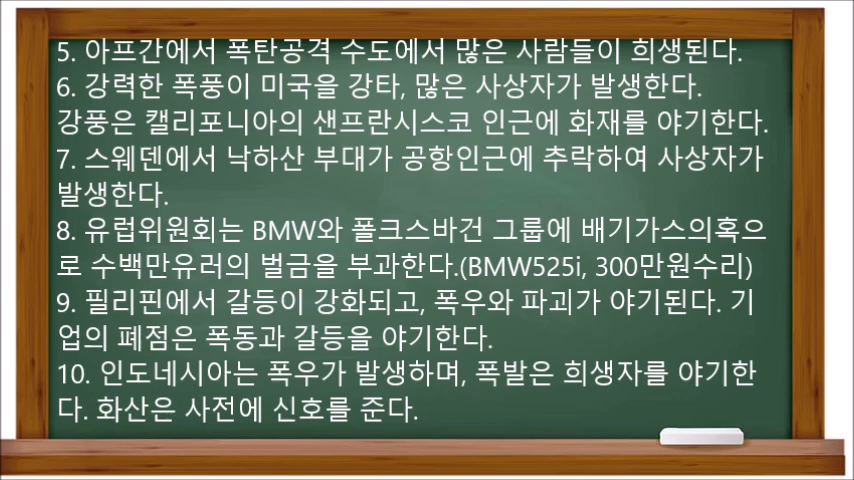 5. 아프간에서 폭탄공격 수도에서 많은 사람들이 희생된다.
6. 강력한 폭풍이 미국을 강타, 많은 사상자가 발생한다.
강풍은 캘리포니아의 샌프란시스코 인근에 화재를 야기한다.
7. 스웨덴에서 낙하산 부대가 공항인근에 추락하여 사상자가
발생한다.
8. 유럽위원회는 BMW와 폴크스바건 그룹에 배기가스의혹으
로 수백만유러의 벌금을 부과한다.(BMW525i, 300만원수리)
9. 필리핀에서 갈등이 강화되고, 폭우와 파괴가 야기된다. 기
업의 폐점은 폭동과 갈등을 야기한다.
10. 인도네시아는 폭우가 발생하며, 폭발은 희생자를 야기한
다. 화산은 사전에 신호를 준다.